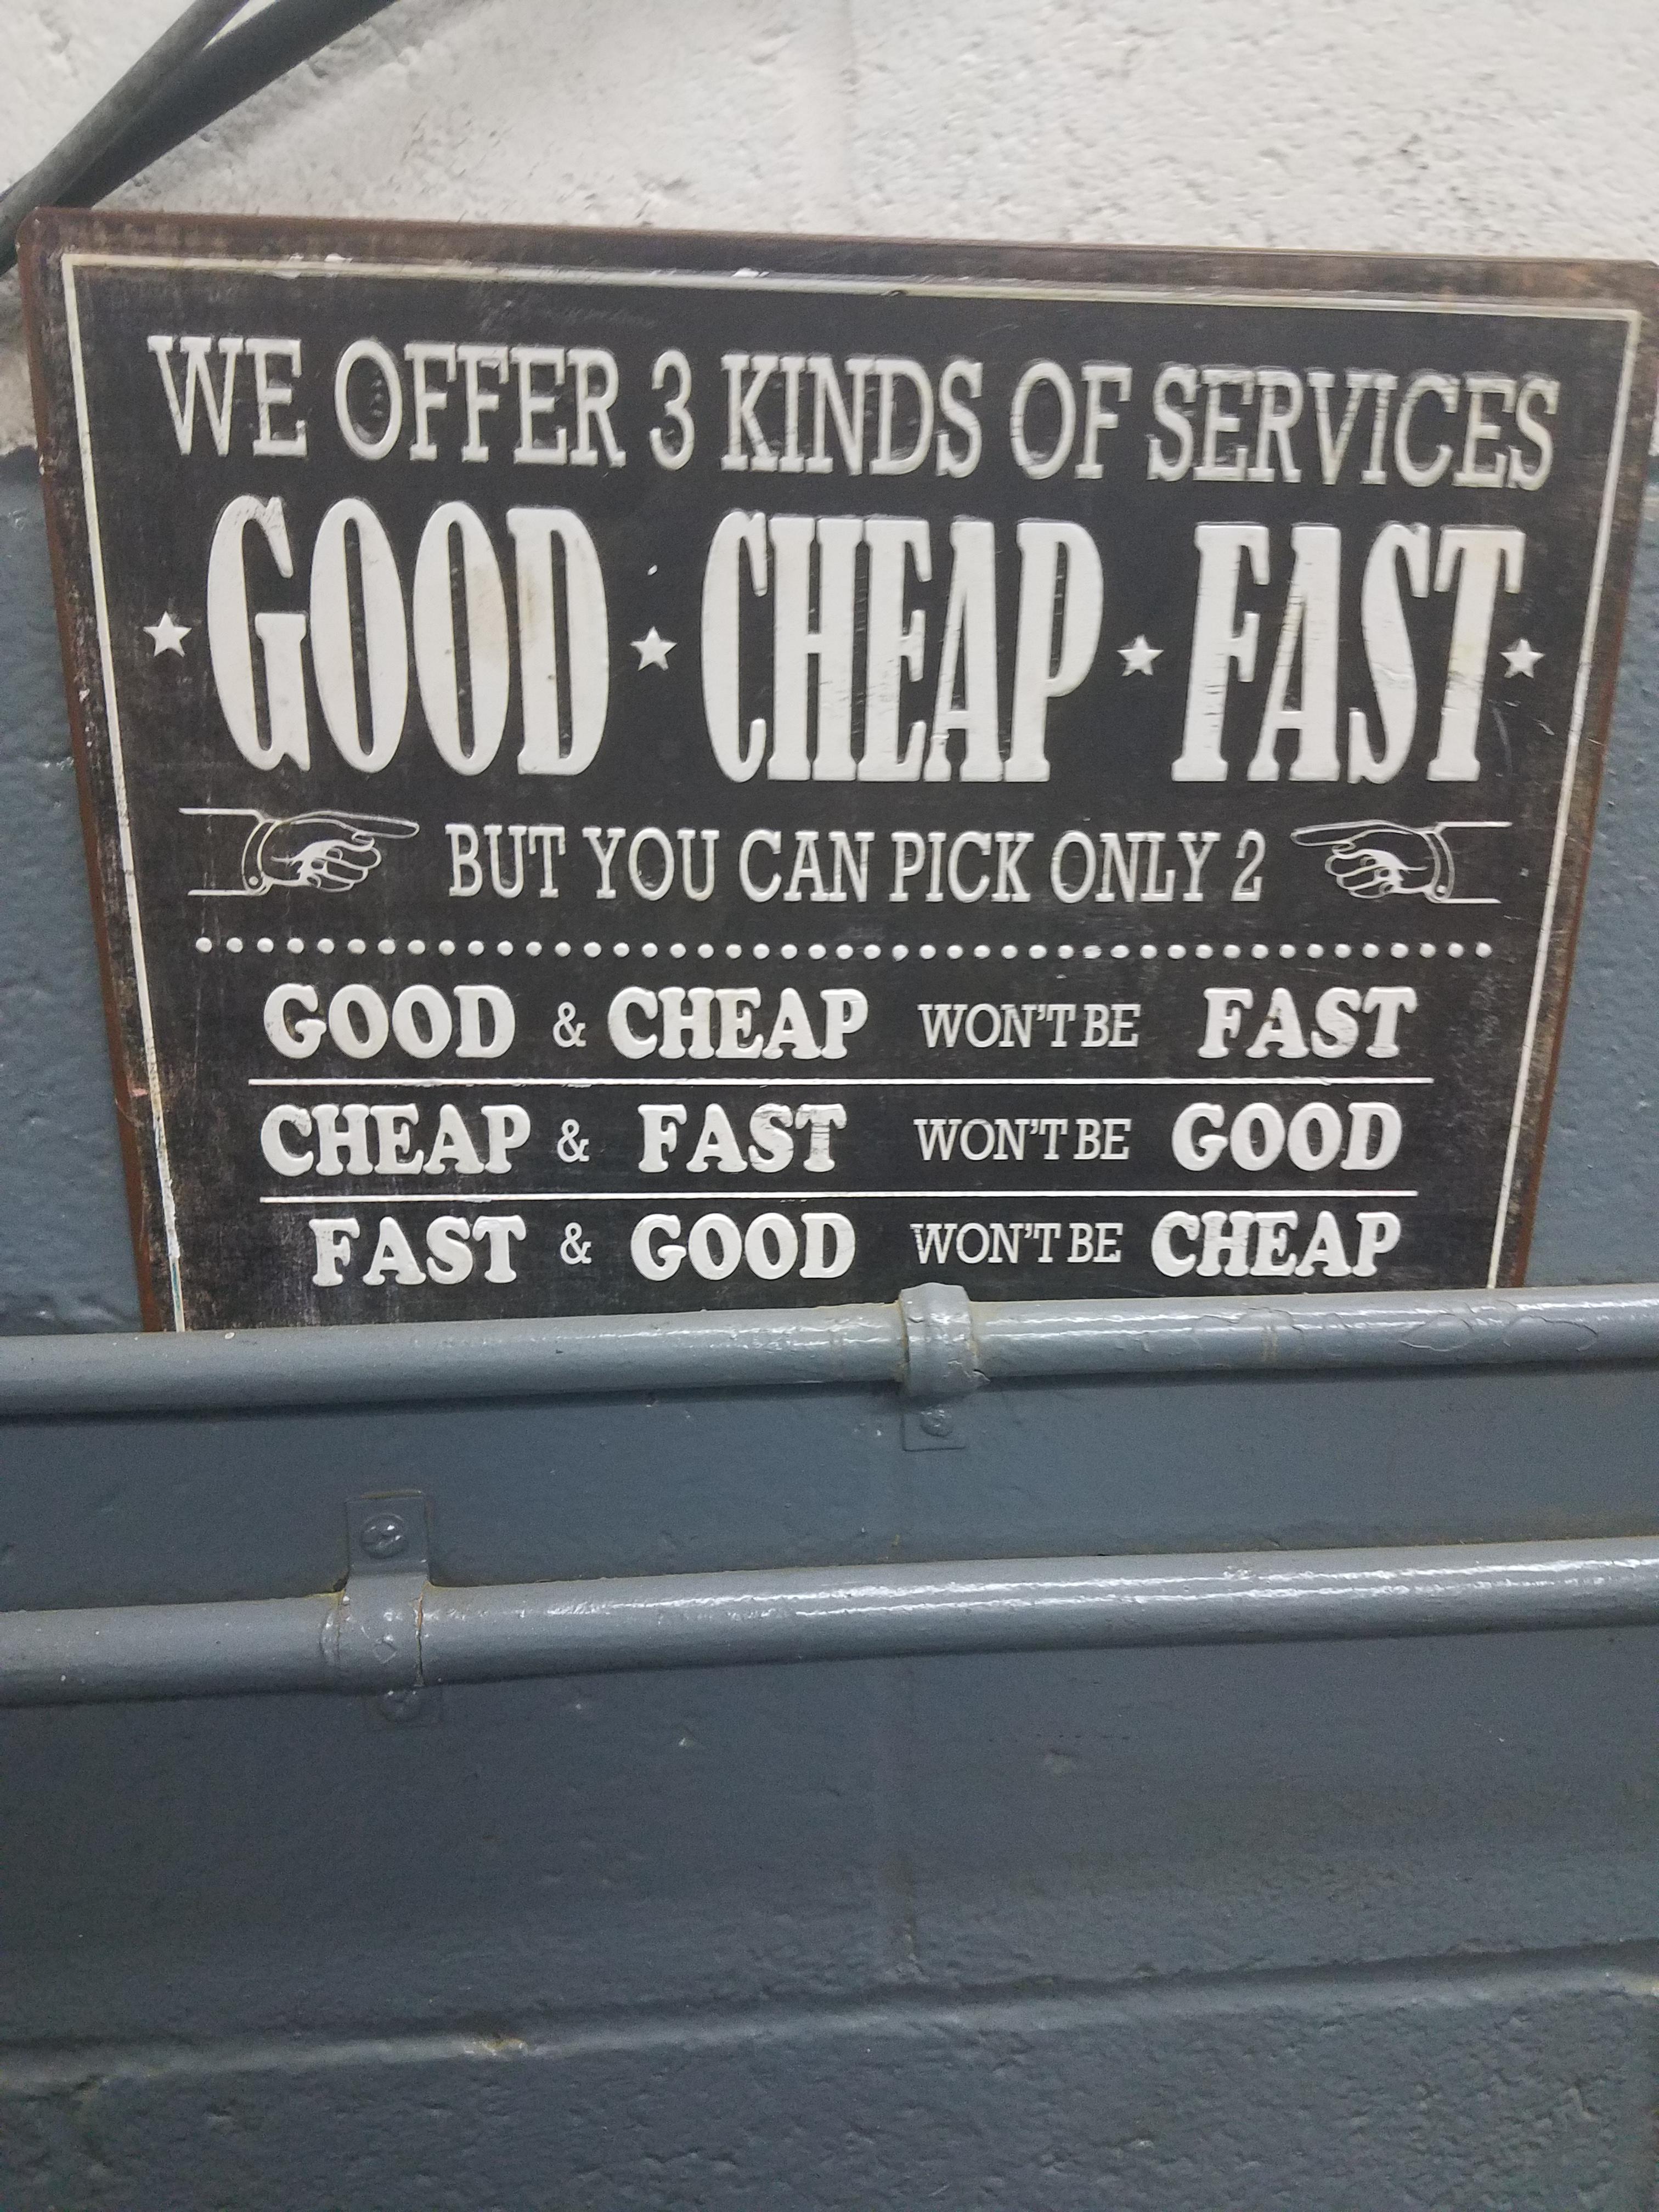 WE OFFER 3 KINDS OF SERVICES
GOOD CHEAP FAST
BUT YOU CAN PICK ONLY 2
GOOD & CHEAP WON'T BE FAST
CHEAP & FAST WON'T BE GOOD
FAST & GOOD WON'T BE CHEAP